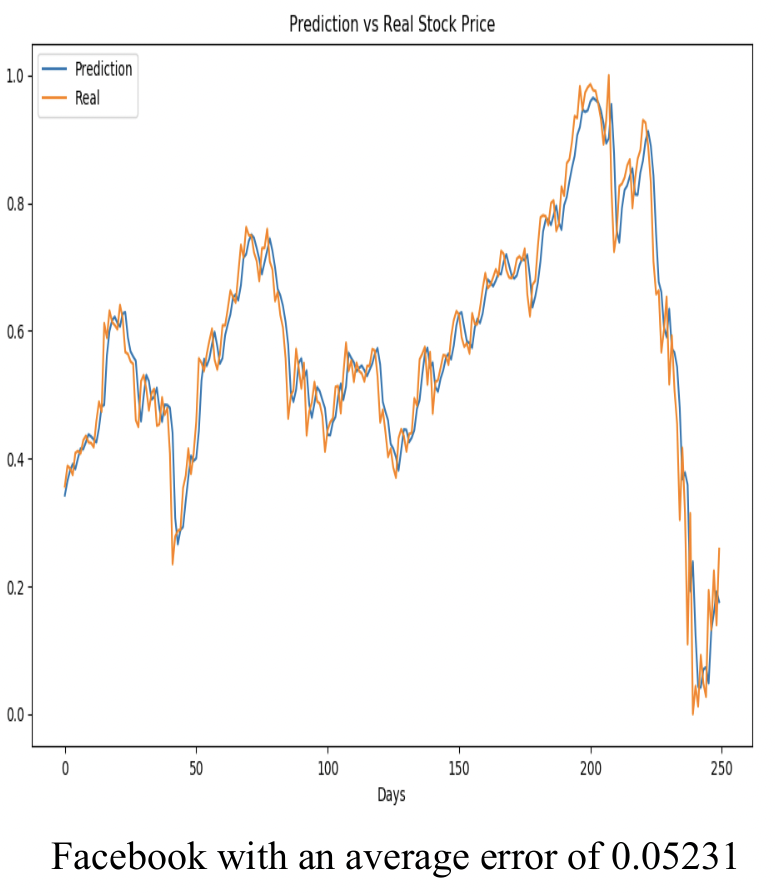 Prediction vs Real Stock Price
Prediction
Real
1.0
0.8
0.6
0.4
0.2
0.0
0 50 100 150 200 250
Days
Facebook with an average error of 0.05231